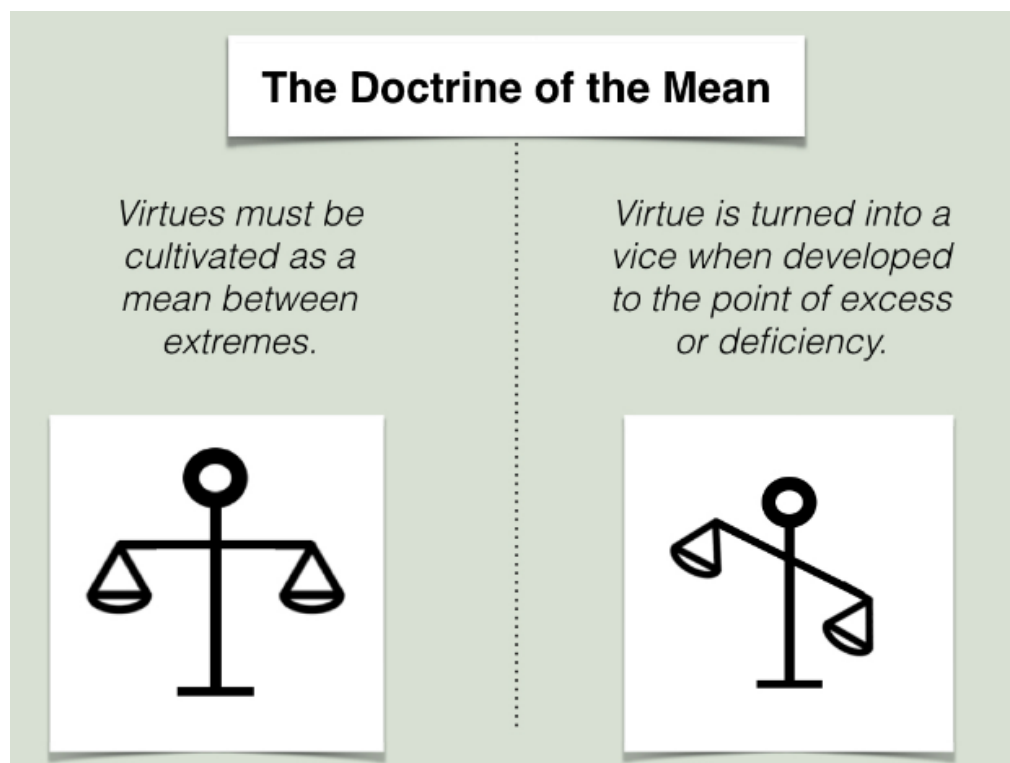 The Doctrine of the Mean
Virtues must be
cultivated as a
mean between
extremes.
Virtue is turned into a
vice when developed
to the point of excess
or deficiency.